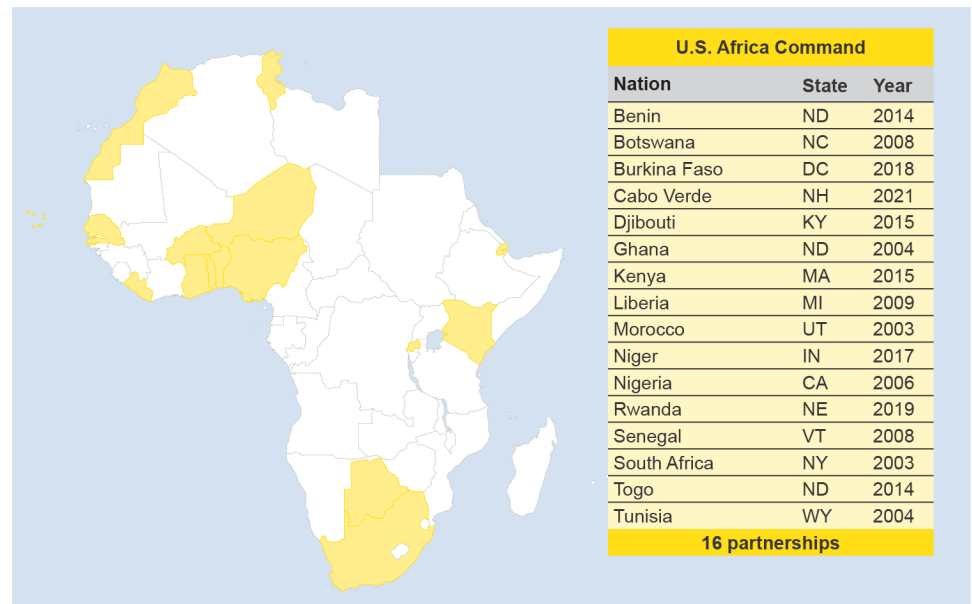 U.S. Africa Command
Nation State Year
Benin ND 2014
Botswana NC 2008
Burkina Faso DC 2018
Cabo Verde NH 2021
Djibouti KY 2015
Ghana ND 2004
Kenya MA 2015
Liberia MI 2009
Morocco UT 2003
Niger IN 2017
Nigeria CA 2006
Rwanda NE 2019
Senegal VT 2008
South Africa NY 2003
Togo ND 2014
Tunisia WY 2004
16 partnerships